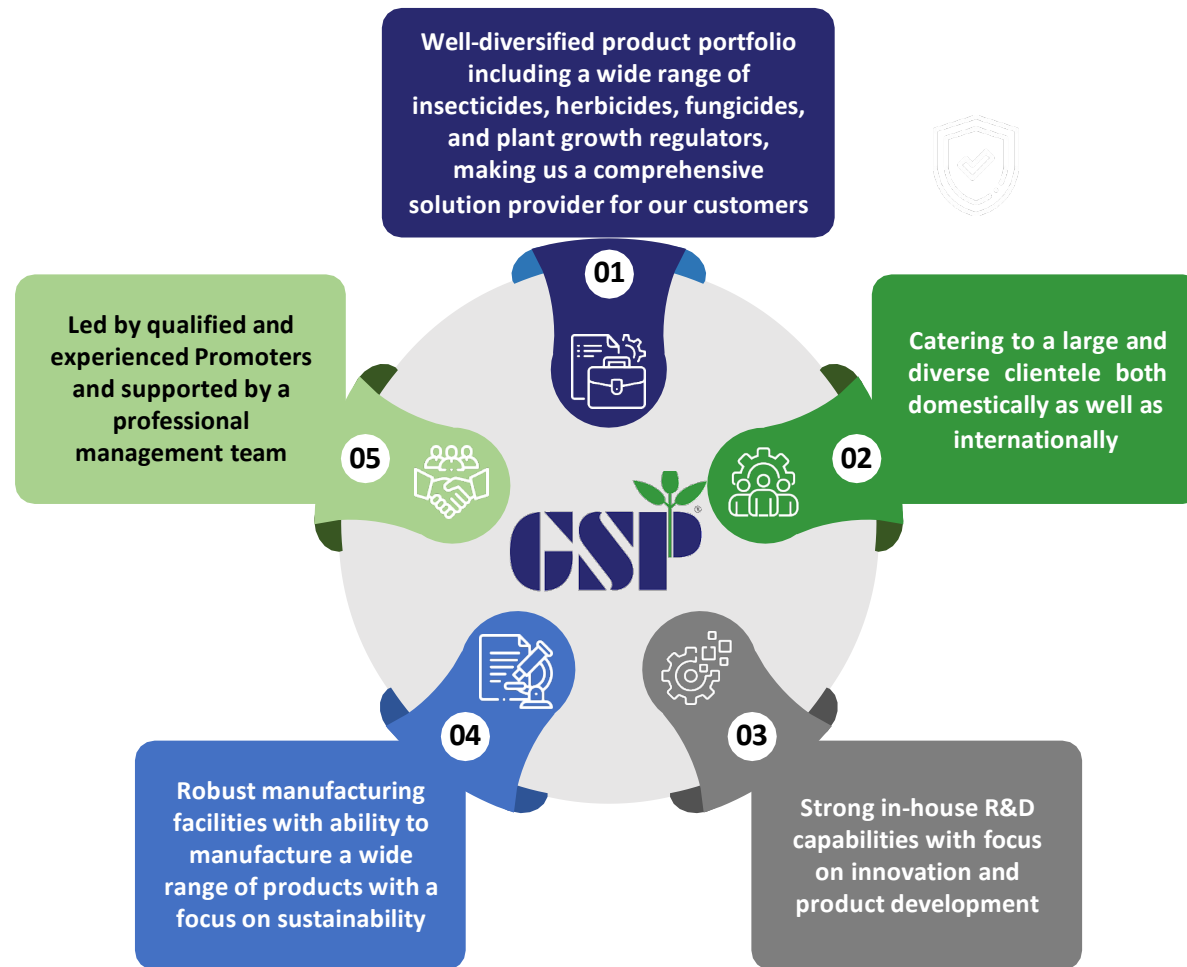 Well-diversified product portfolio
including a wide range of
insecticides, herbicides, fungicides,
and plant growth regulators,
making us a comprehensive
solution provider for our customers
01
Catering to a large and
diverse clientele both
domestically as well as
internationally
02
Strong in-house R&D
capabilities with focus
on innovation and
product development
03
Robust manufacturing
facilities with ability to
manufacture a wide
range of products with a
focus on sustainability
04
Led by qualified and
experienced Promoters
and supported by a
professional
management team
05
GSP®